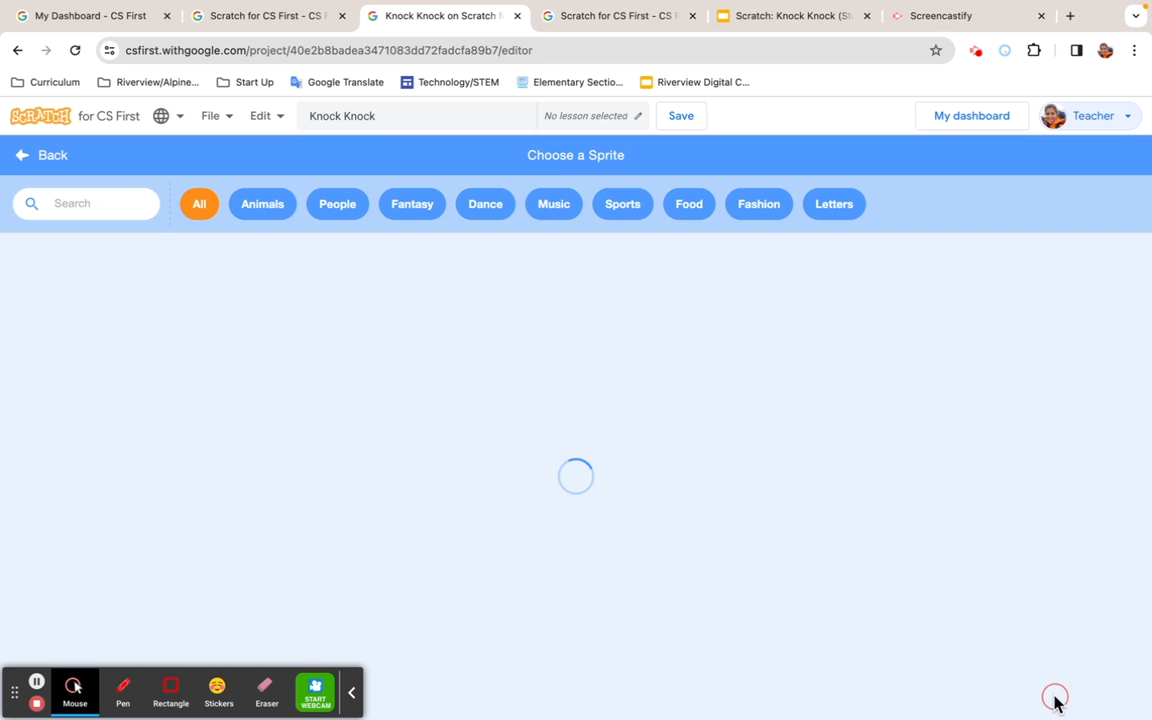 My Dashboard - CS First
Scratch for CS First - CS F
Knock Knock on Scratch f
Scratch for CS First - CS F
Scratch: Knock Knock (St
Screencastify
csfirst.withgoogle.com/project/40e2b8badea3471083dd72fadcfa89b7/editor
Curriculum
Riverview/Alpine...
Start Up
Google Translate
Technology/STEM
Elementary Sectio...
Riverview Digital C...
SCRATCH for CS First
File
Edit
Knock Knock
No lesson selected
Save
My dashboard
Teacher
Back
Choose a Sprite
Search
All
Animals
People
Fantasy
Dance
Music
Sports
Food
Fashion
Letters
Mouse
Pen
Rectangle
Stickers
Eraser
START
WEBCAM